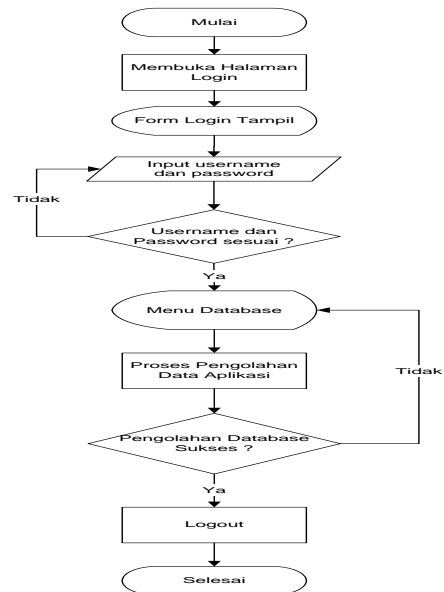 Mulai
Membuka Halaman
Login
Form Login Tampil
Input username
dan password
Tidak
Username dan
Password sesuai ?
Ya
Menu Database
Proses Pengolahan
Data Aplikasi
Tidak
Pengolahan Database
Sukses ?
Ya
Logout
Selesai